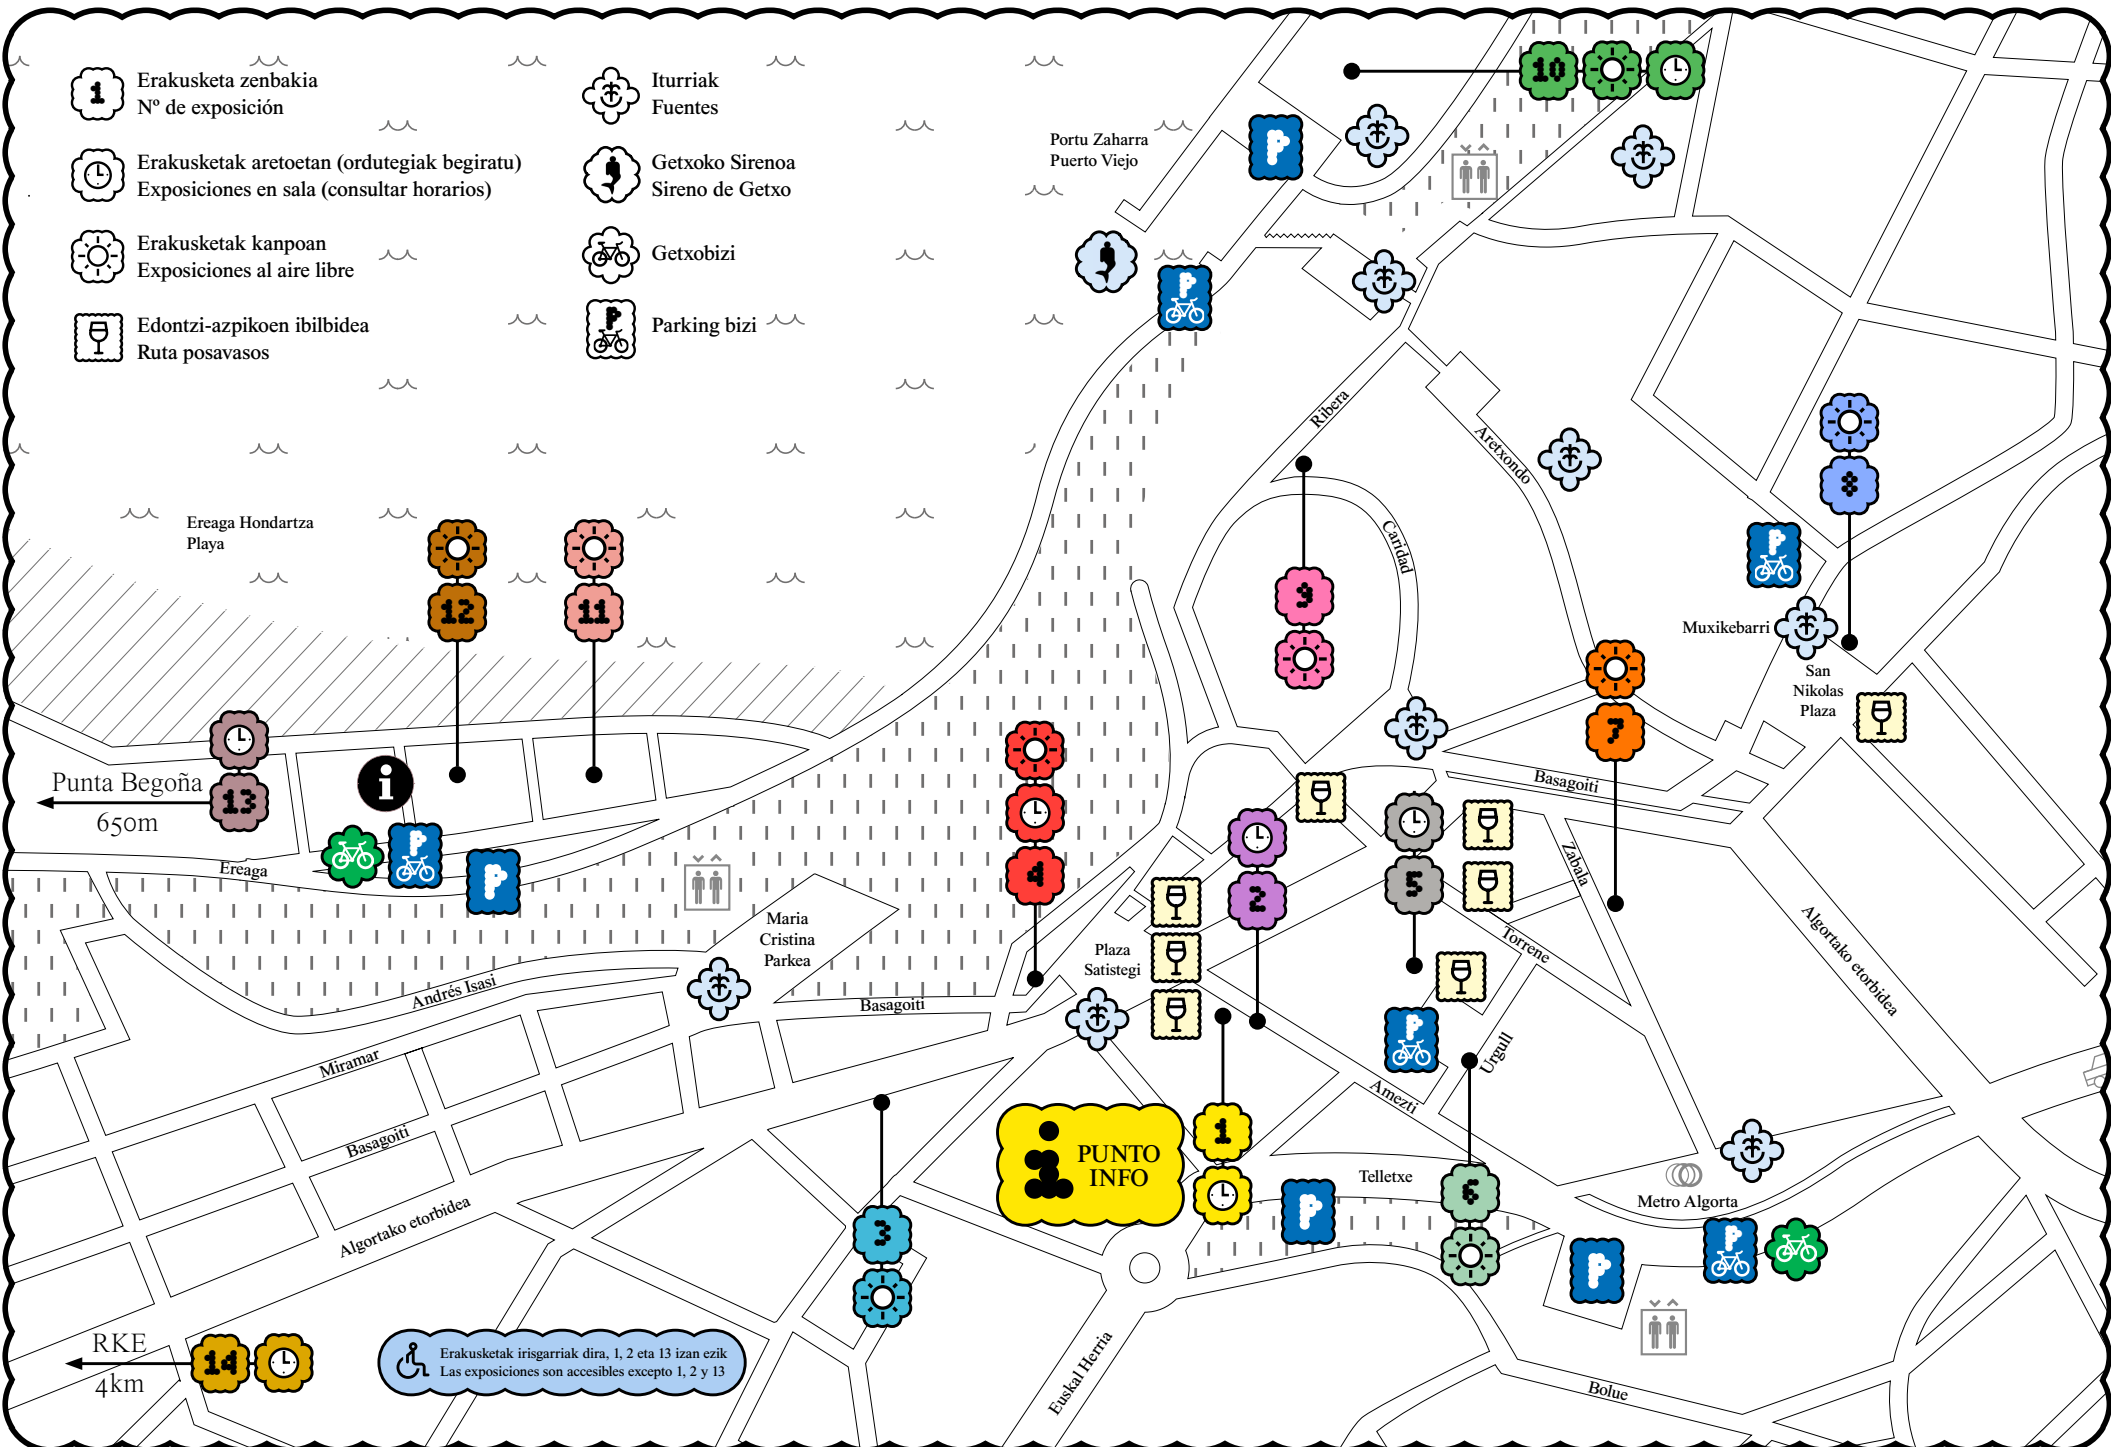 1
Erakusketa zenbakia
Nº de exposición
Erakusketak aretoetan (ordutegiak begiratu)
Exposiciones en sala (consultar horarios)
Erakusketak kanpoan
Exposiciones al aire libre
Edontzi-azpikoen ibilbidea
Ruta posavasos
Iturriak
Fuentes
Getxoko Sirenoa
Sireno de Getxo
Getxobizi
P
Parking bizi
10
Portu Zaharra
Puerto Viejo
P
P
Ribera
Aretxondo
Caridad
8
P
Ereaga Hondartza
Playa
12
11
9
Muxikebarri
San
Nikolas
Plaza
7
Punta Begoña
650m
13
i
P
P
Ereaga
4
2
5
Basagoiti
Zabala
Torrene
Algortako etorbidea
Maria
Cristina
Parkea
Plaza
Satistegi
Andrés Isasi
Basagoiti
Miramar
Basagoiti
Algortako etorbidea
P
Urgull
Amezti
PUNTO
INFO
1
Telletxe
6
P
Metro Algorta
P
P
3
RKE
4km
14
Erakusketak irisgarriak dira, 1, 2 eta 13 izan ezik
Las exposiciones son accesibles excepto 1, 2 y 13
Euskal Herria
Bolue